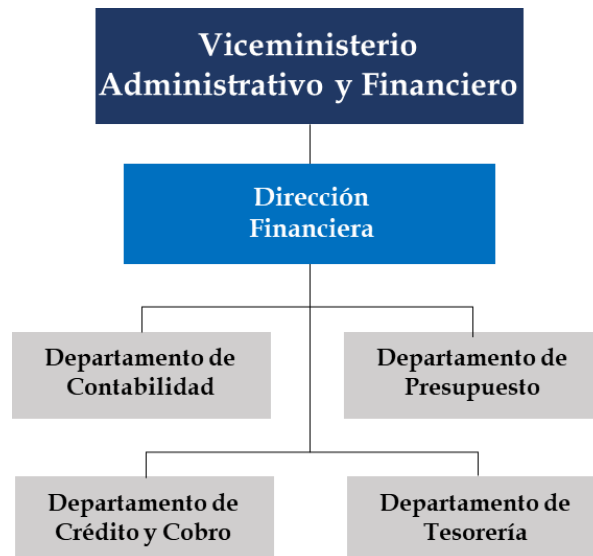 Viceministerio
Administrativo y Financiero
Dirección
Financiera
Departamento de
Contabilidad
Departamento de
Presupuesto
Departamento de
Crédito y Cobro
Departamento de
Tesorería